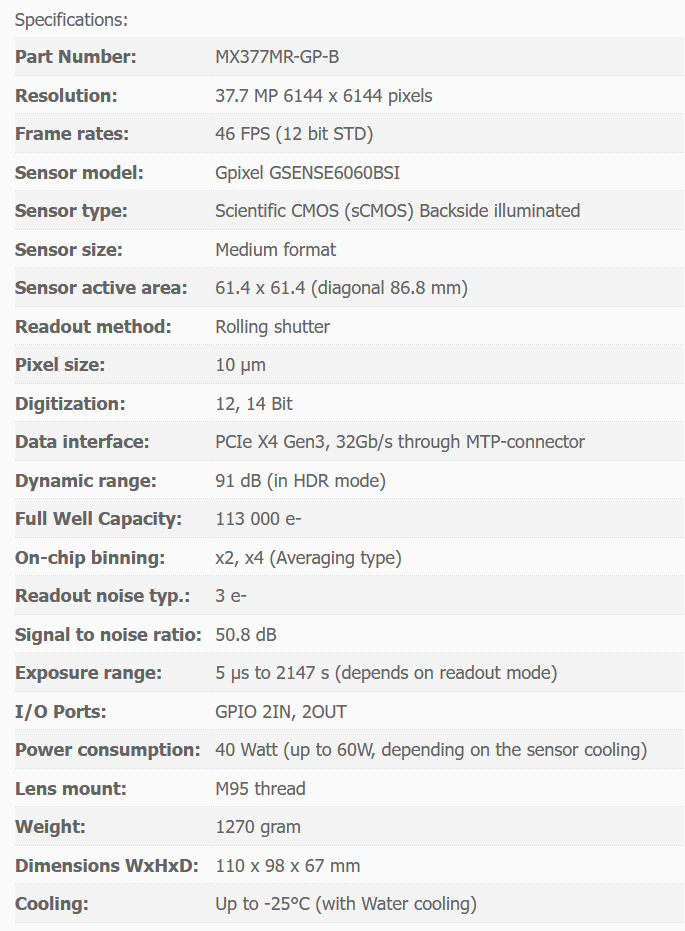 Specifications:
Part Number: MX377MR-GP-B
Resolution: 37.7 MP 6144 x 6144 pixels
Frame rates: 46 FPS (12 bit STD)
Sensor model: Gpixel GSENSE6060BSI
Sensor type: Scientific CMOS (sCMOS) Backside illuminated
Sensor size: Medium format
Sensor active area: 61.4 x 61.4 (diagonal 86.8 mm)
Readout method: Rolling shutter
Pixel size: 10 µm
Digitization: 12, 14 Bit
Data interface: PCIe X4 Gen3, 32Gb/s through MTP-connector
Dynamic range: 91 dB (in HDR mode)
Full Well Capacity: 113 000 e-
On-chip binning: x2, x4 (Averaging type)
Readout noise typ.: 3 e-
Signal to noise ratio: 50.8 dB
Exposure range: 5 µs to 2147 s (depends on readout mode)
I/O Ports: GPIO 2IN, 2OUT
Power consumption: 40 Watt (up to 60W, depending on the sensor cooling)
Lens mount: M95 thread
Weight: 1270 gram
Dimensions WxHxD: 110 x 98 x 67 mm
Cooling: Up to -25°C (with Water cooling)